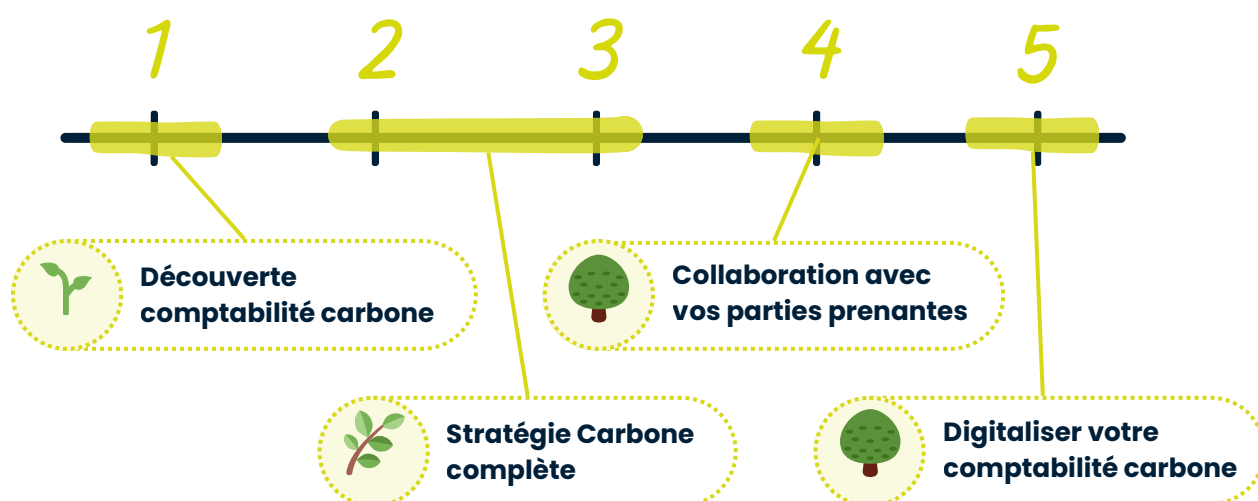 1 2 3 4 5
Découverte
comptabilité carbone
Collaboration avec
vos parties prenantes
Stratégie Carbone
complète
Digitaliser votre
comptabilité carbone